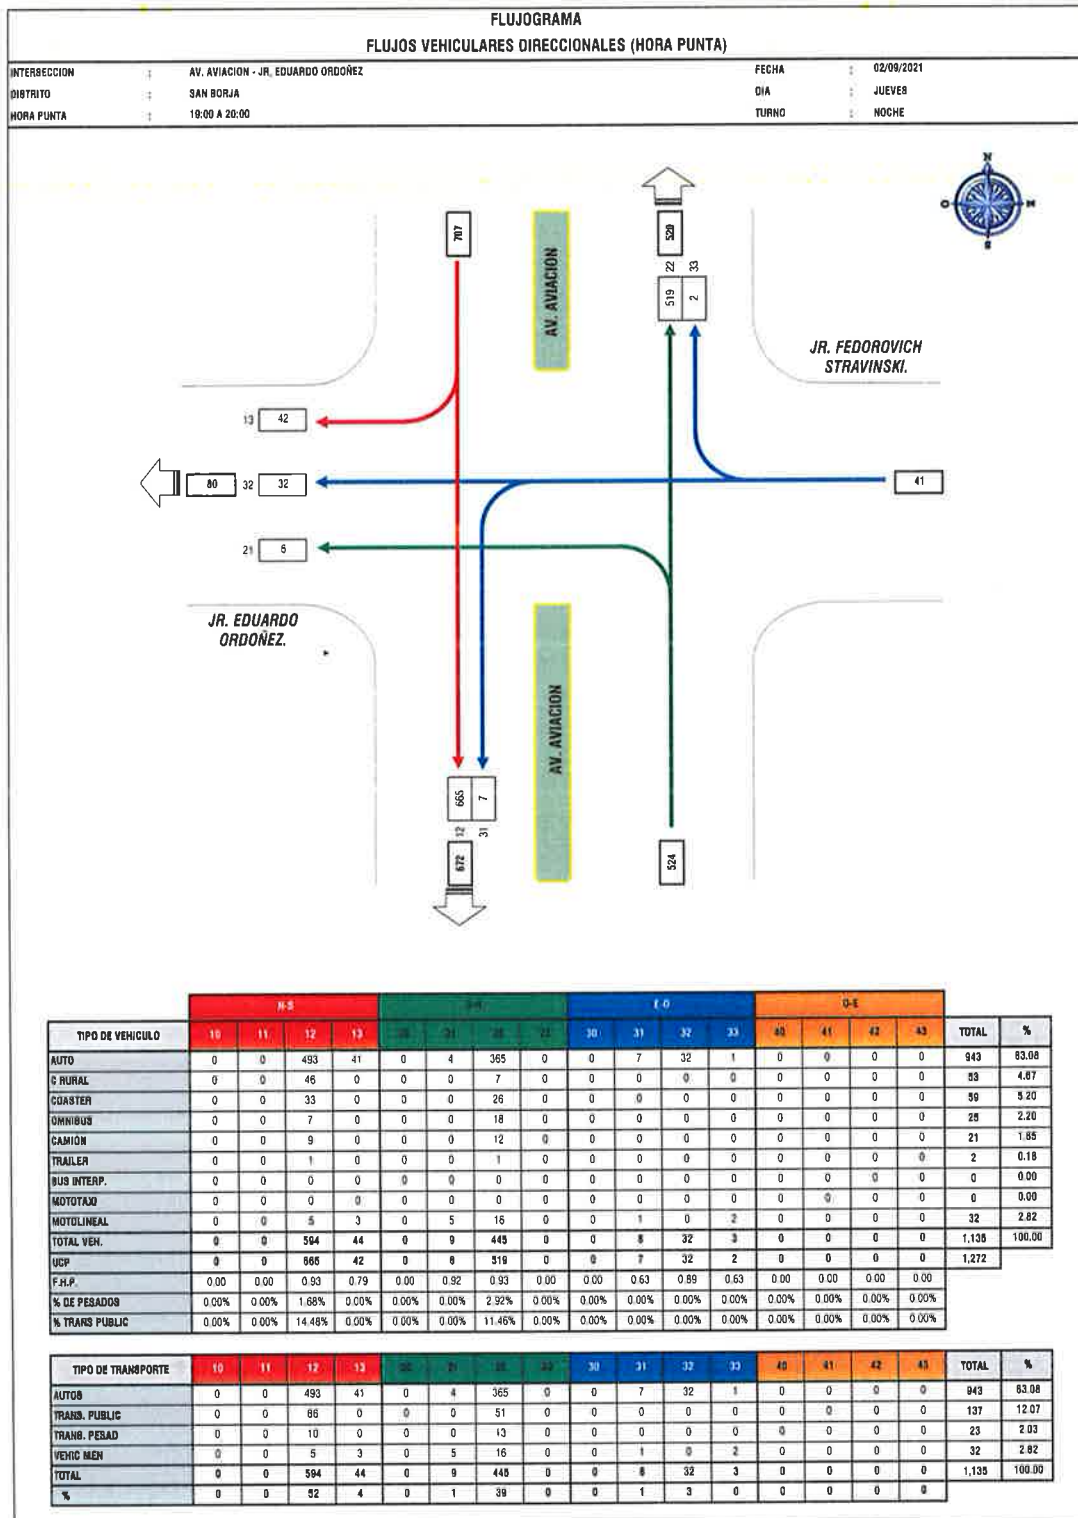 FLUJOGRAMA
FLUJOS VEHICULARES DIRECCIONALES (HORA PUNTA)
INTERSECCION : AV. AVIACION - JR. EDUARDO ORDOÑEZ FECHA : 02/09/2021
DISTRITO : SAN BORJA DIA : JUEVES
HORA PUNTA : 19:00 A 20:00 TURNO : NOCHE
N
O
S
707
AV. AVIACION
520
22 33
519 2
JR. FEDOROVICH
STRAVINSKI.
13 42
80 32 32
41
21 6
JR. EDUARDO
ORDOÑEZ.
AV. AVIACION
665 7
12 31
672
524
N-S E-O O-E
TIPO DE VEHICULO 10 11 12 13 30 31 32 33 40 41 42 43 TOTAL %
AUTO 0 0 493 41 0 4 365 0 0 7 32 1 0 0 0 0 943 83.08
C RURAL 0 0 46 0 0 0 7 0 0 0 0 0 0 0 0 0 53 4.67
COASTER 0 0 33 0 0 0 26 0 0 0 0 0 0 0 0 0 59 5.20
OMNIBUS 0 0 7 0 0 0 18 0 0 0 0 0 0 0 0 0 25 2.20
CAMIÓN 0 0 9 0 0 0 12 0 0 0 0 0 0 0 0 0 21 1.85
TRAILER 0 0 1 0 0 0 1 0 0 0 0 0 0 0 0 0 2 0.18
BUS INTERP. 0 0 0 0 0 0 0 0 0 0 0 0 0 0 0 0 0 0.00
MOTOTAXI 0 0 0 0 0 0 0 0 0 0 0 0 0 0 0 0 0 0.00
MOTOLINEAL 0 0 5 3 0 5 16 0 0 1 0 2 0 0 0 0 32 2.82
TOTAL VEH. 0 0 594 44 0 9 445 0 0 8 32 3 0 0 0 0 1,135 100.00
UCP 0 0 665 42 0 6 519 0 0 7 32 2 0 0 0 0 1,272
F.H.P. 0.00 0.00 0.93 0.79 0.00 0.92 0.93 0.00 0.00 0.63 0.89 0.63 0.00 0.00 0.00 0.00
% DE PESADOS 0.00% 0.00% 1.68% 0.00% 0.00% 0.00% 2.92% 0.00% 0.00% 0.00% 0.00% 0.00% 0.00% 0.00% 0.00% 0.00%
% TRANS PUBLIC 0.00% 0.00% 14.48% 0.00% 0.00% 0.00% 11.46% 0.00% 0.00% 0.00% 0.00% 0.00% 0.00% 0.00% 0.00% 0.00%
TIPO DE TRANSPORTE 10 11 12 13 21 30 31 32 33 40 41 42 43 TOTAL %
AUTOS 0 0 493 41 0 4 365 0 0 7 32 1 0 0 0 0 943 83.08
TRANS. PUBLIC 0 0 86 0 0 0 51 0 0 0 0 0 0 0 0 0 137 12.07
TRANS. PESAD 0 0 10 0 0 0 13 0 0 0 0 0 0 0 0 0 23 2.03
VEHIC MEN 0 0 5 3 0 5 16 0 0 1 0 2 0 0 0 0 32 2.82
TOTAL 0 0 594 44 0 9 445 0 0 8 32 3 0 0 0 0 1,135 100.00
% 0 0 52 4 0 1 39 0 0 1 3 0 0 0 0 0